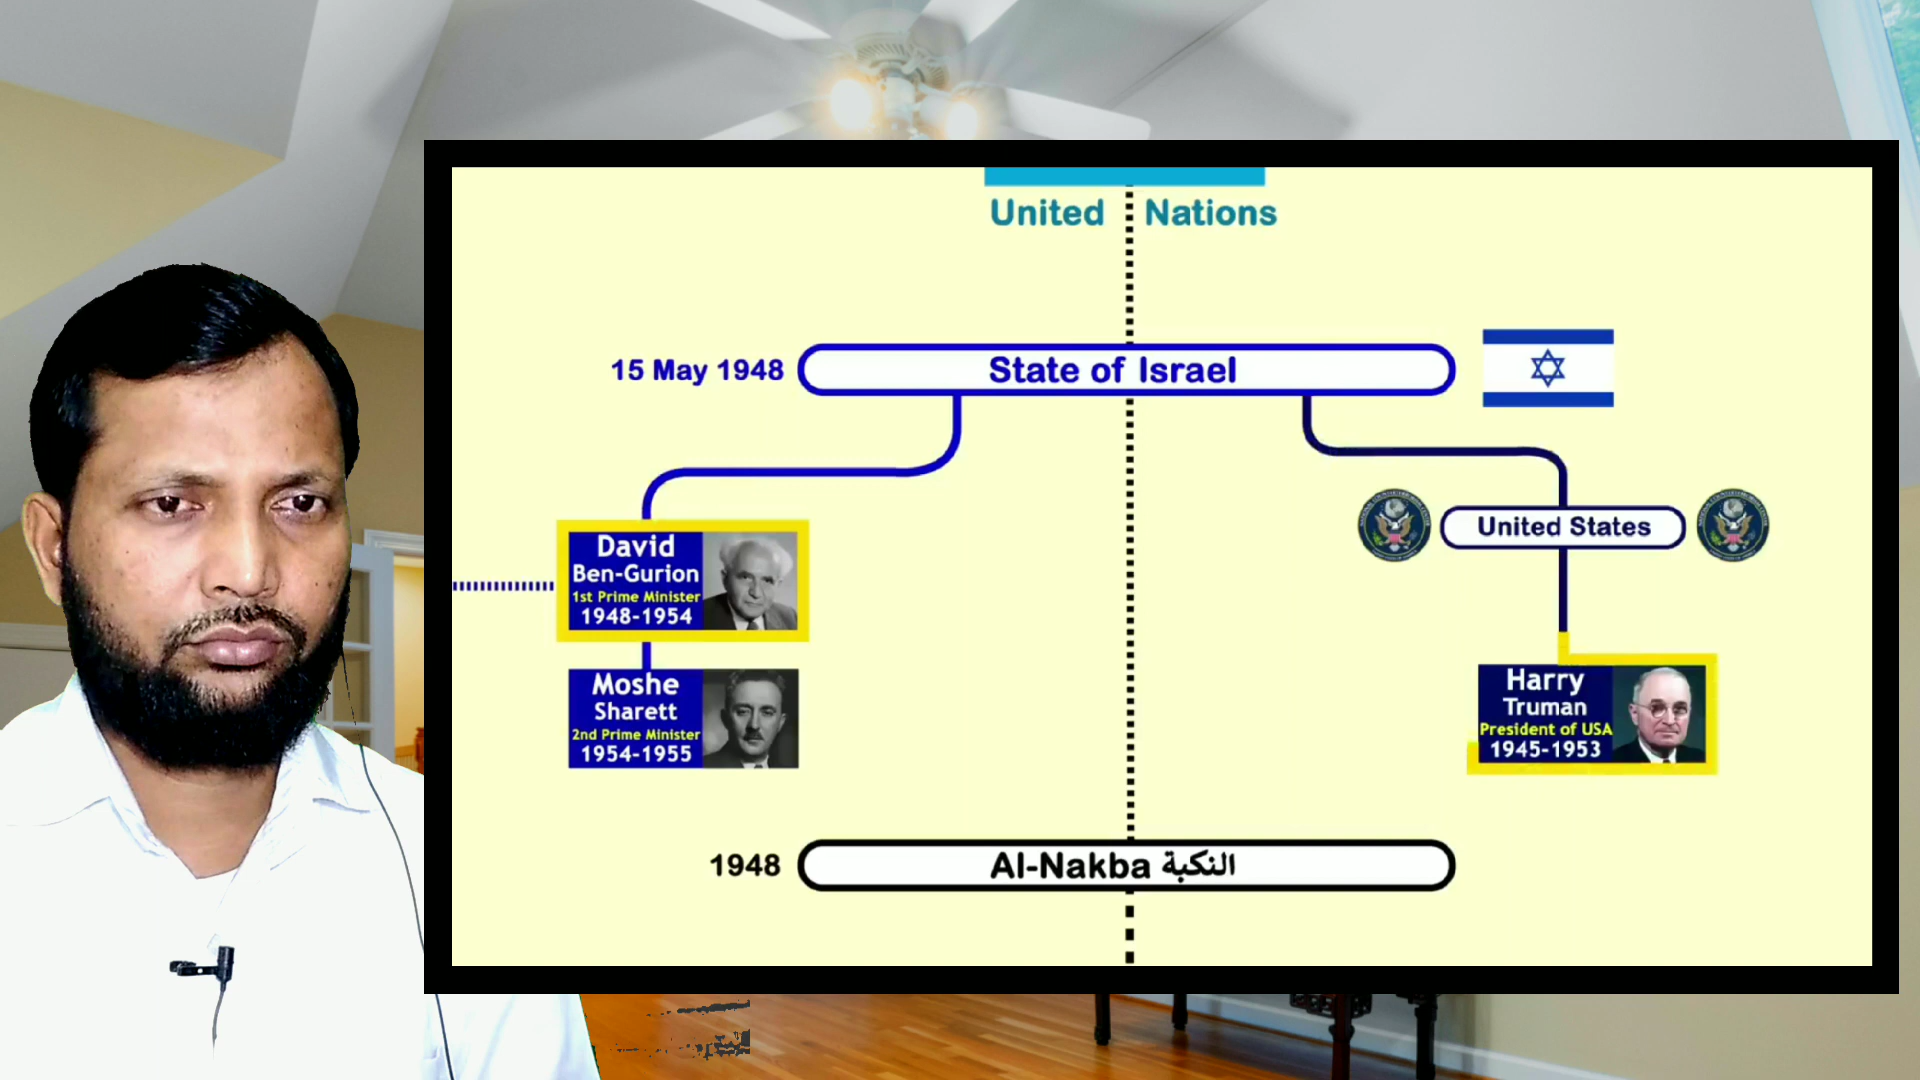 United Nations
15 May 1948 State of Israel
United States
David
Ben-Gurion
1st Prime Minister
1948-1954
Moshe
Sharett
2nd Prime Minister
1954-1955
Harry
Truman
President of USA
1945-1953
1948 Al-Nakba النكبة